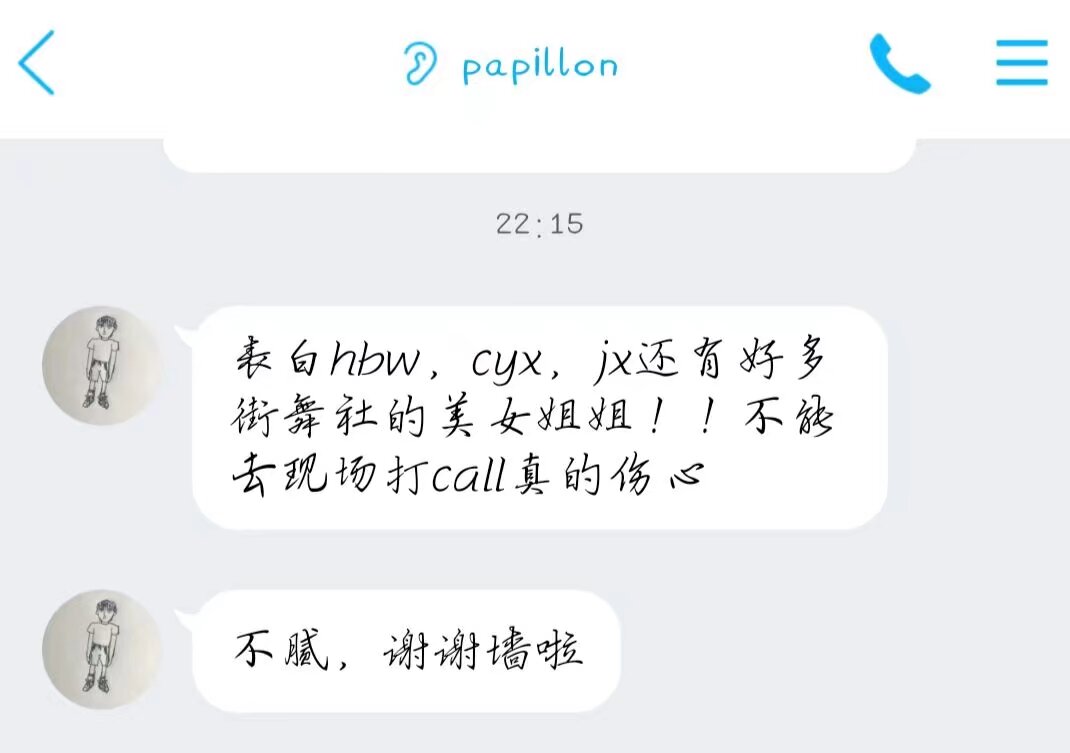 papillon
22:15
表白hbw，cyx，jx还有好多
街舞社的美女姐姐！！不能
去现场打call真的伤心
不腻，谢谢墙啦